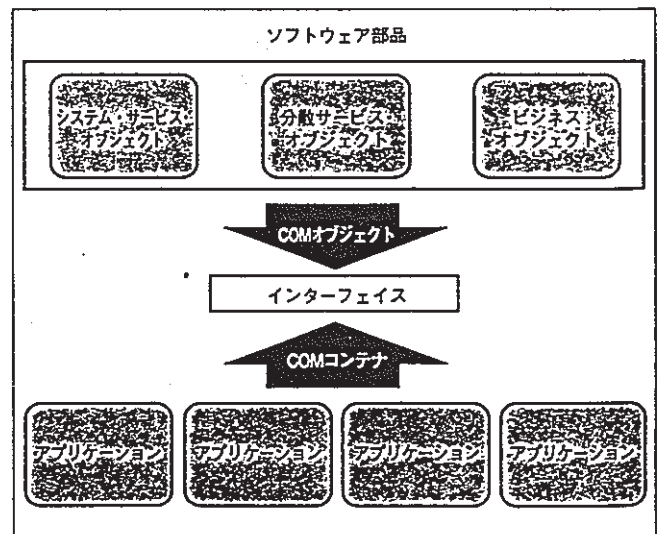 ソフトウェア部品
システム・サービス・
オブジェクト
分散サービス・
オブジェクト
ビジネス
オブジェクト
COMオブジェクト
インターフェイス
COMコンテナ
アプリケーション
アプリケーション
アプリケーション
アプリケーション